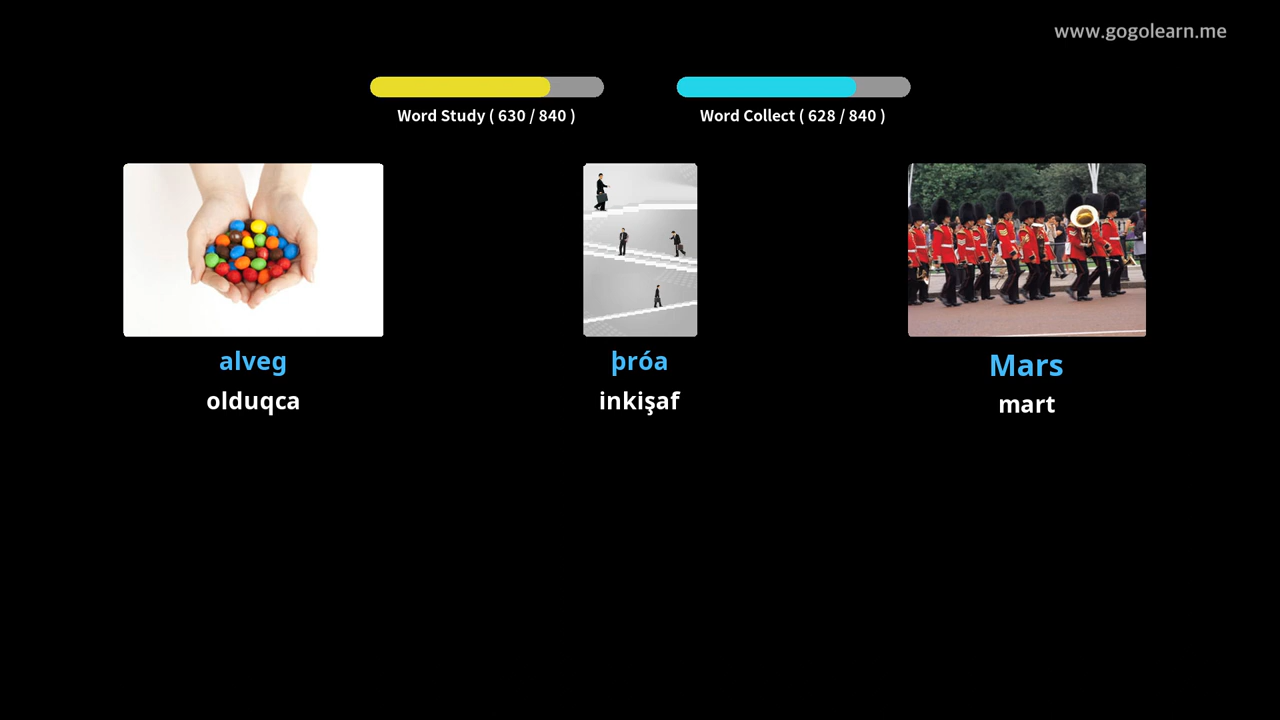 www.gogolearn.me
Word Study ( 630 / 840 )
Word Collect ( 628 / 840 )
alveg
þróa
Mars
olduqca
inkişaf
mart